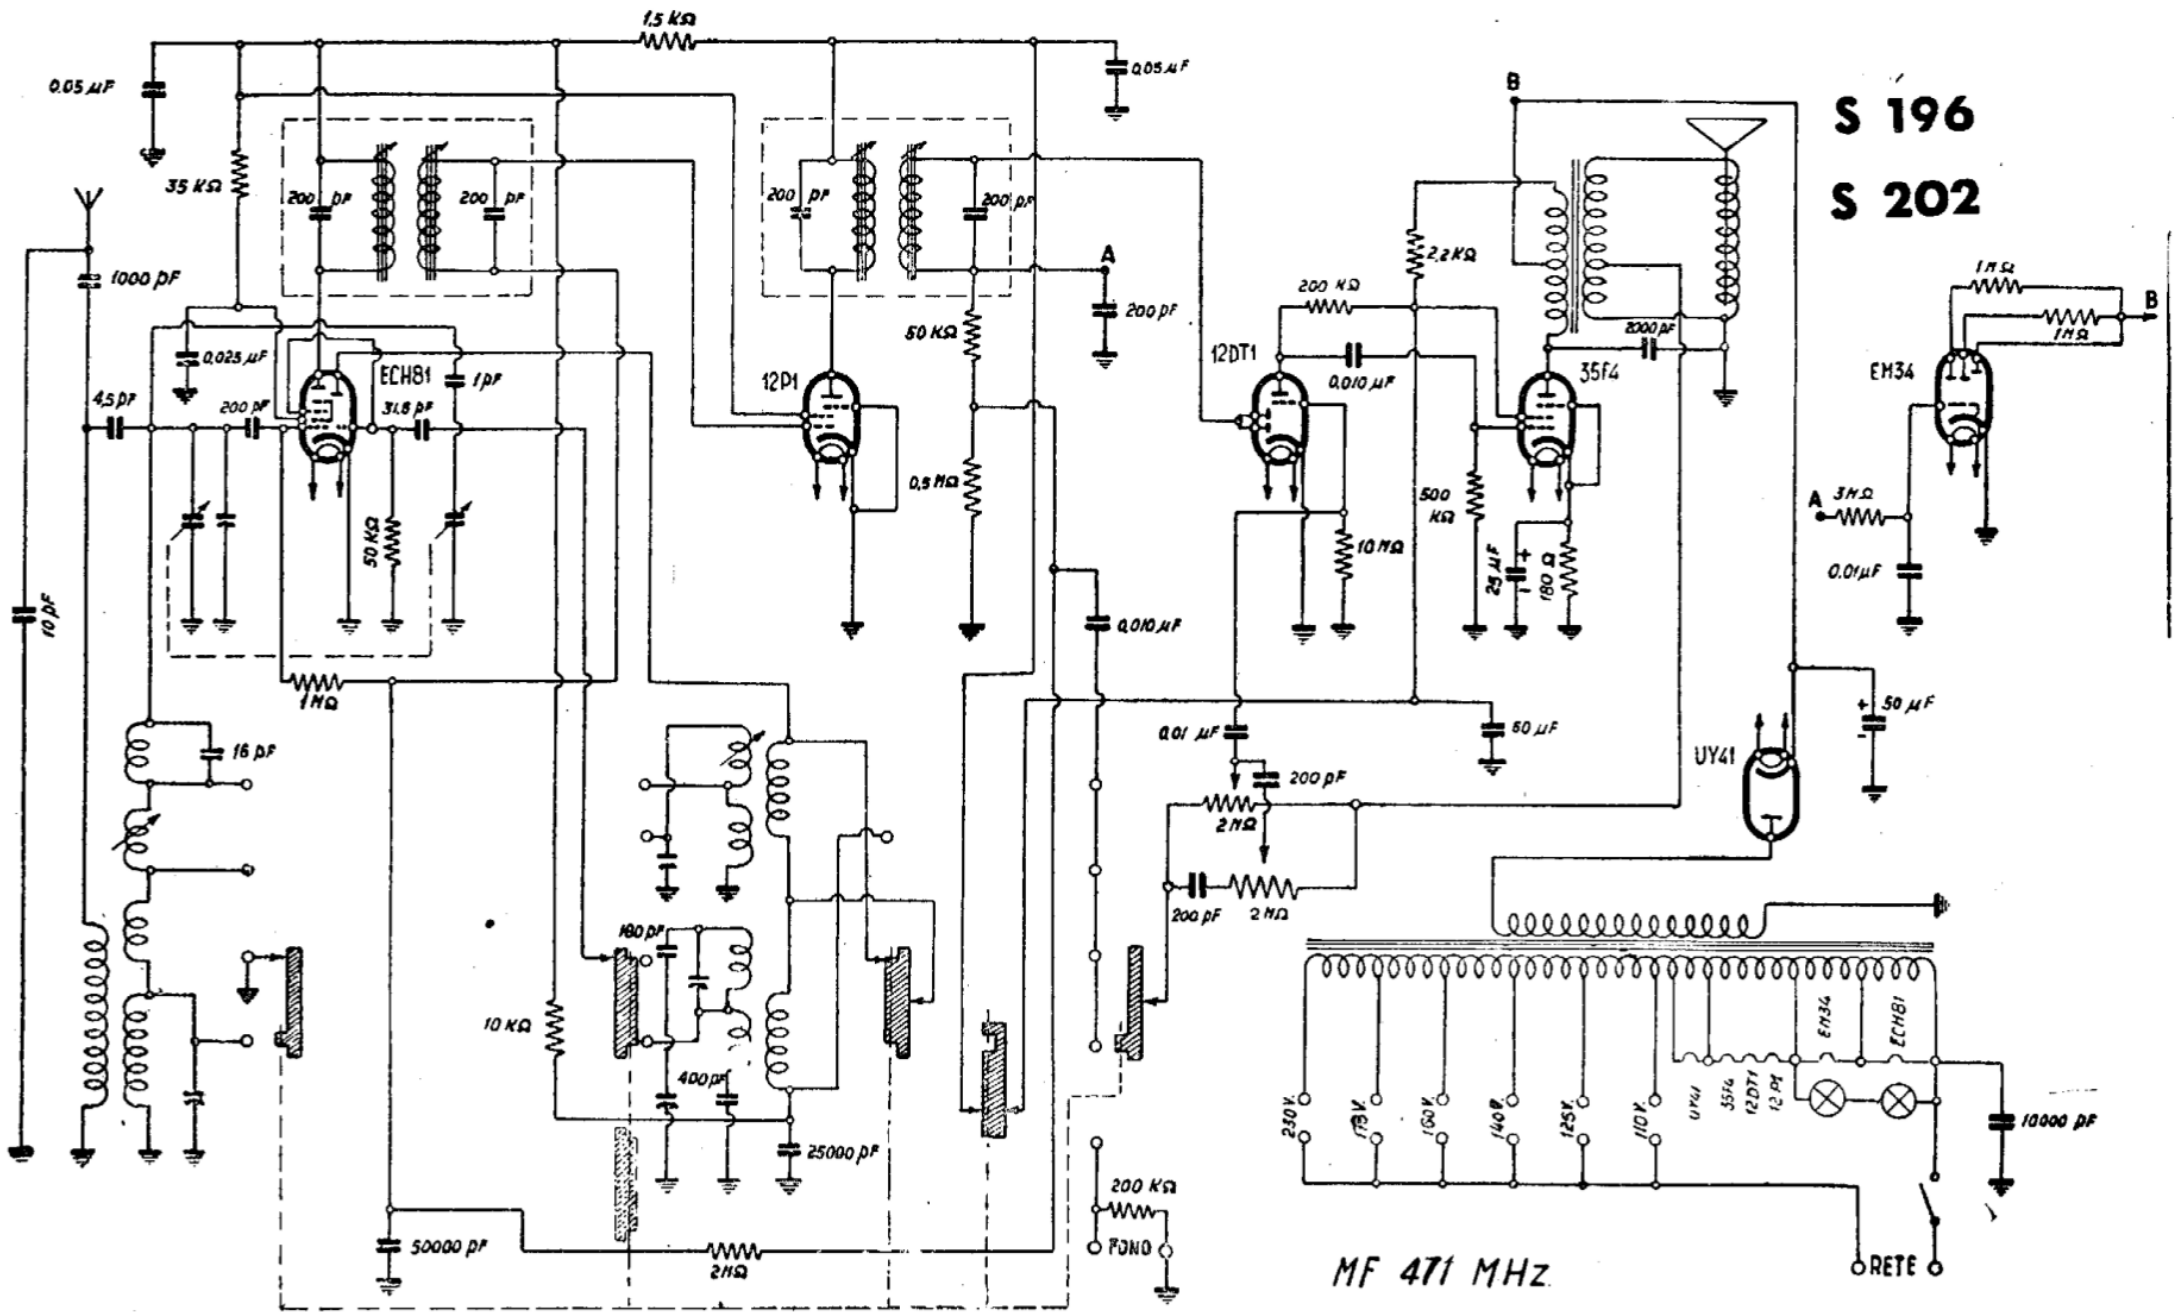 1,5 KΩ
0.05 µF
0,05 µF
B
S 196
S 202
35 KΩ
200 pF
200 pF
200 pF
200 pF
2,2 KΩ
1000 pF
A
200 KΩ
1 MΩ
B
200 pF
50 KΩ
2000 pF
1 MΩ
0,025 µF
ECH81
1 pF
12P1
12DT1
0,010 µF
35F4
EM34
4,5 pF
200 pF
31,6 pF
0,5 MΩ
500 KΩ
A
3 MΩ
50 KΩ
10 MΩ
25 µF
+
-
180 Ω
0.01 µF
10 pF
0,010 µF
1 MΩ
16 pF
0,01 µF
60 µF
+
-
50 µF
UY41
200 pF
2 MΩ
200 pF
2 MΩ
180 pF
10 KΩ
EM34
ECH81
400 pF
230 V.
160 V.
140 V.
125 V.
110 V.
UY41
35F4
12DT1
12P1
10000 pF
25000 pF
200 KΩ
50000 pF
2 MΩ
FONO
MF 471 MHz.
RETE